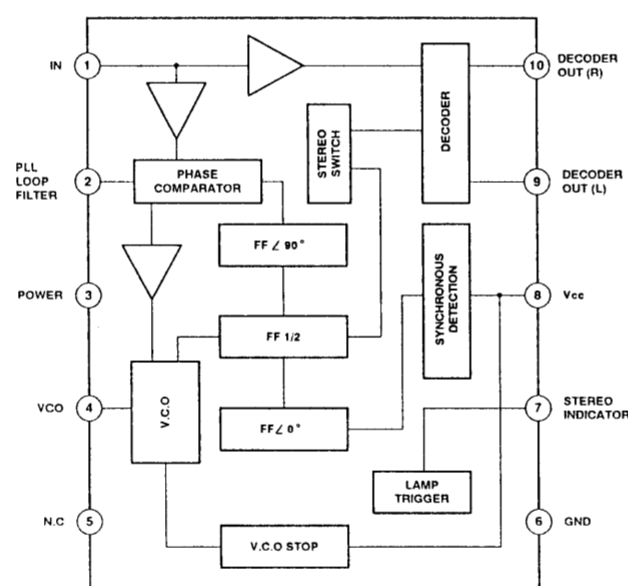 IN
1
10
DECODER
OUT (R)
DECODER
STEREO
SWITCH
PLL
LOOP
FILTER
2
PHASE
COMPARATOR
9
DECODER
OUT (L)
FF ∠ 90°
SYNCHRONOUS
DETECTION
POWER
3
8
Vcc
FF 1/2
V.C.O
VCO
4
FF∠ 0°
7
STEREO
INDICATOR
LAMP
TRIGGER
N.C
5
6
GND
V.C.O STOP